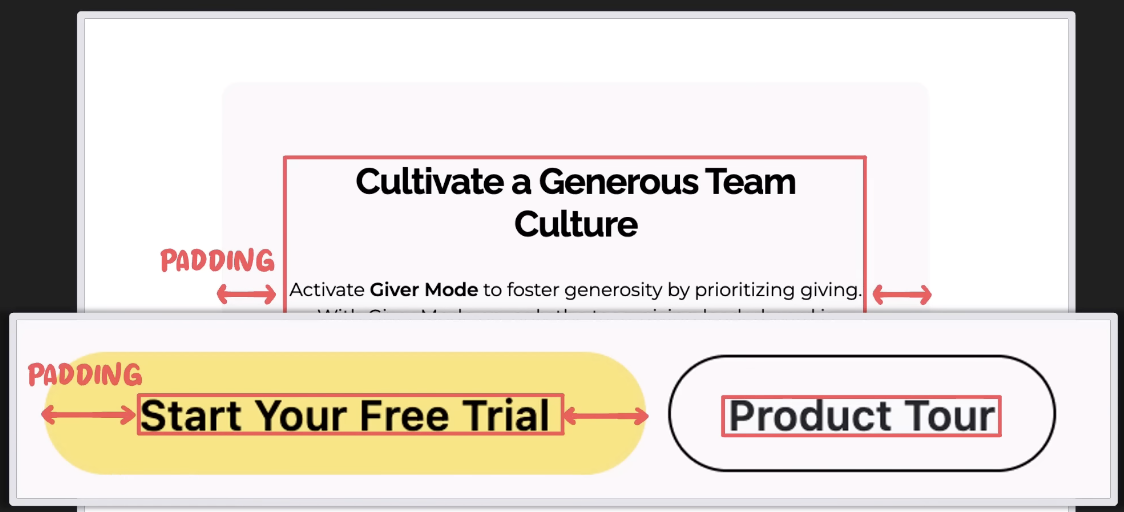 Cultivate a Generous Team
Culture
PADDING
Activate Giver Mode to foster generosity by prioritizing giving.
PADDING
Start Your Free Trial
Product Tour